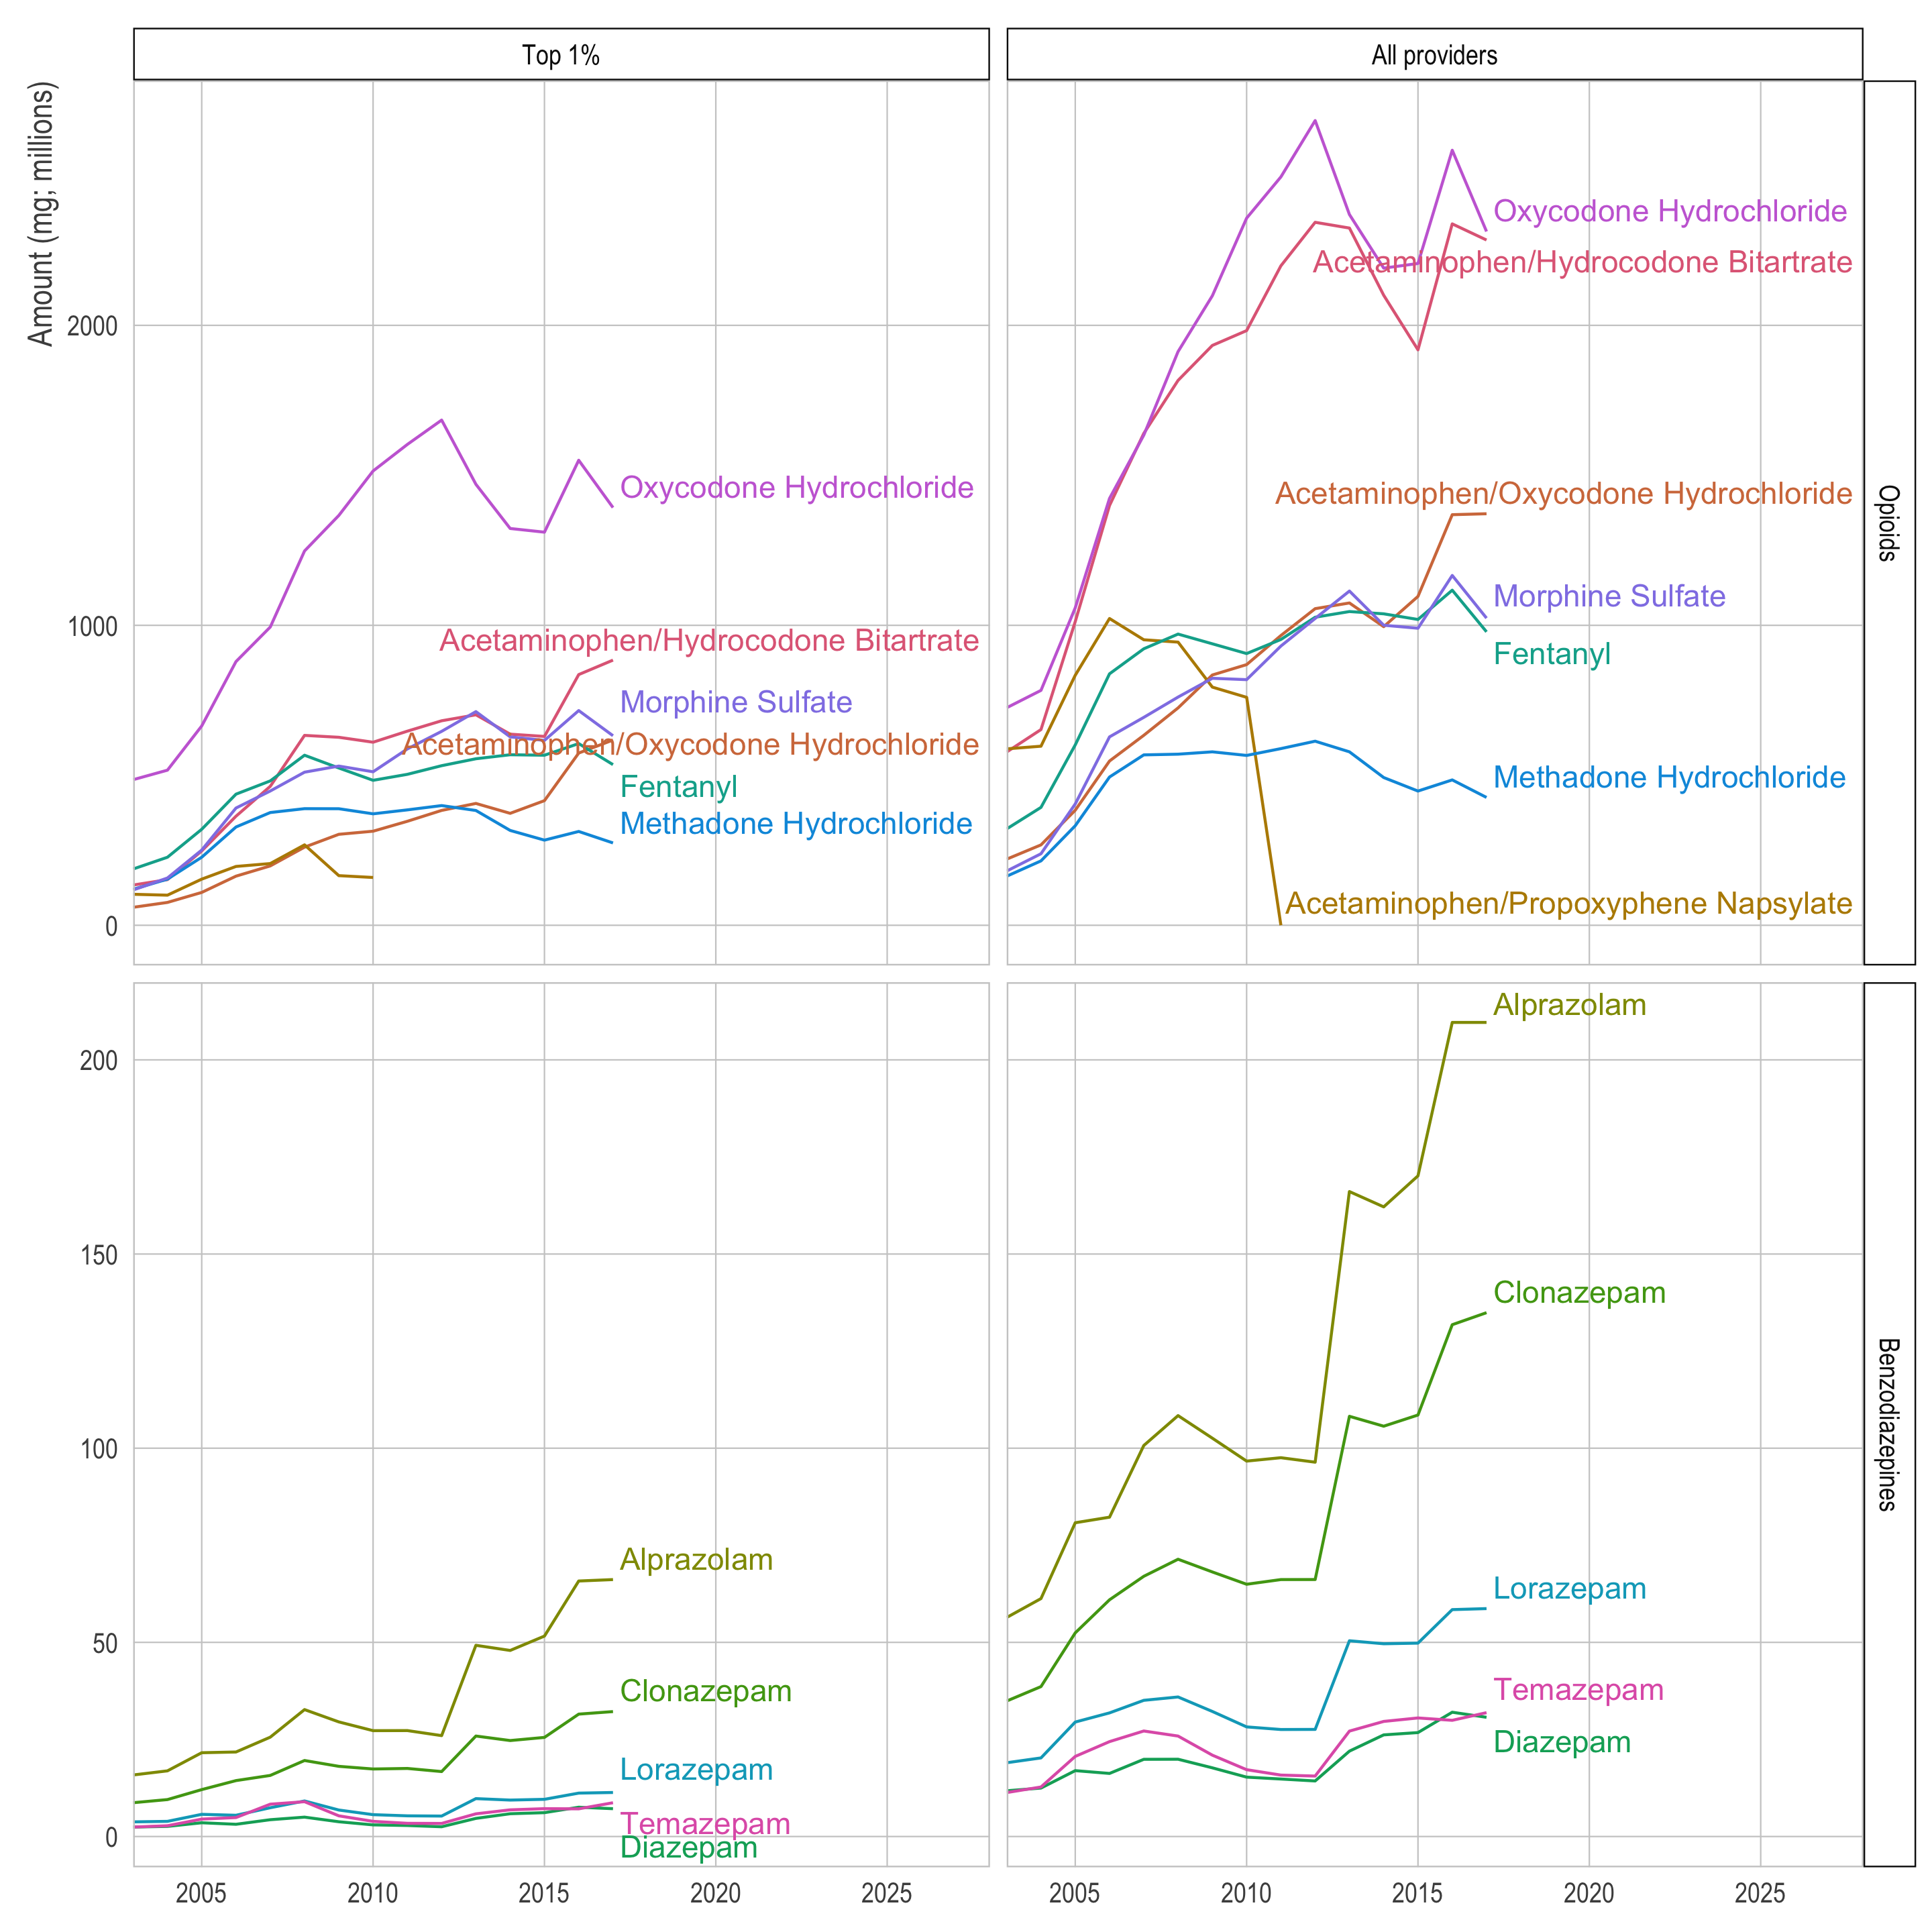 Top 1%
All providers
Amount (mg; millions)
2000
1000
0
Oxycodone Hydrochloride
Acetaminophen/Hydrocodone Bitartrate
Morphine Sulfate
Acetaminophen/Oxycodone Hydrochloride
Fentanyl
Methadone Hydrochloride
Oxycodone Hydrochloride
Acetaminophen/Hydrocodone Bitartrate
Acetaminophen/Oxycodone Hydrochloride
Morphine Sulfate
Fentanyl
Methadone Hydrochloride
Acetaminophen/Propoxyphene Napsylate
Opioids
200
150
100
50
0
Alprazolam
Clonazepam
Lorazepam
Temazepam
Diazepam
Alprazolam
Clonazepam
Lorazepam
Temazepam
Diazepam
Benzodiazepines
2005 2010 2015 2020 2025
2005 2010 2015 2020 2025